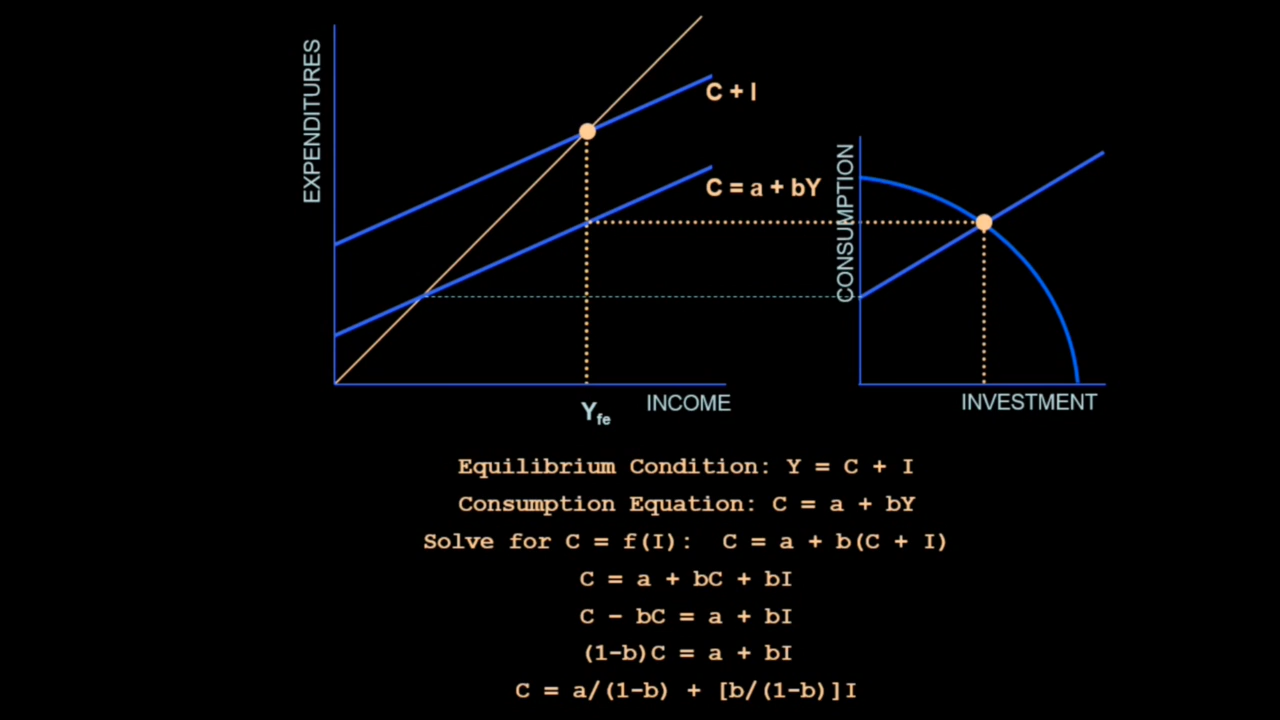 EXPENDITURES
C + I
C = a + bY
CONSUMPTION
Yfe
INCOME
INVESTMENT
Equilibrium Condition: Y = C + I
Consumption Equation: C = a + bY
Solve for C = f(I): C = a + b(C + I)
C = a + bC + bI
C - bC = a + bI
(1-b)C = a + bI
C = a/(1-b) + [b/(1-b)]I